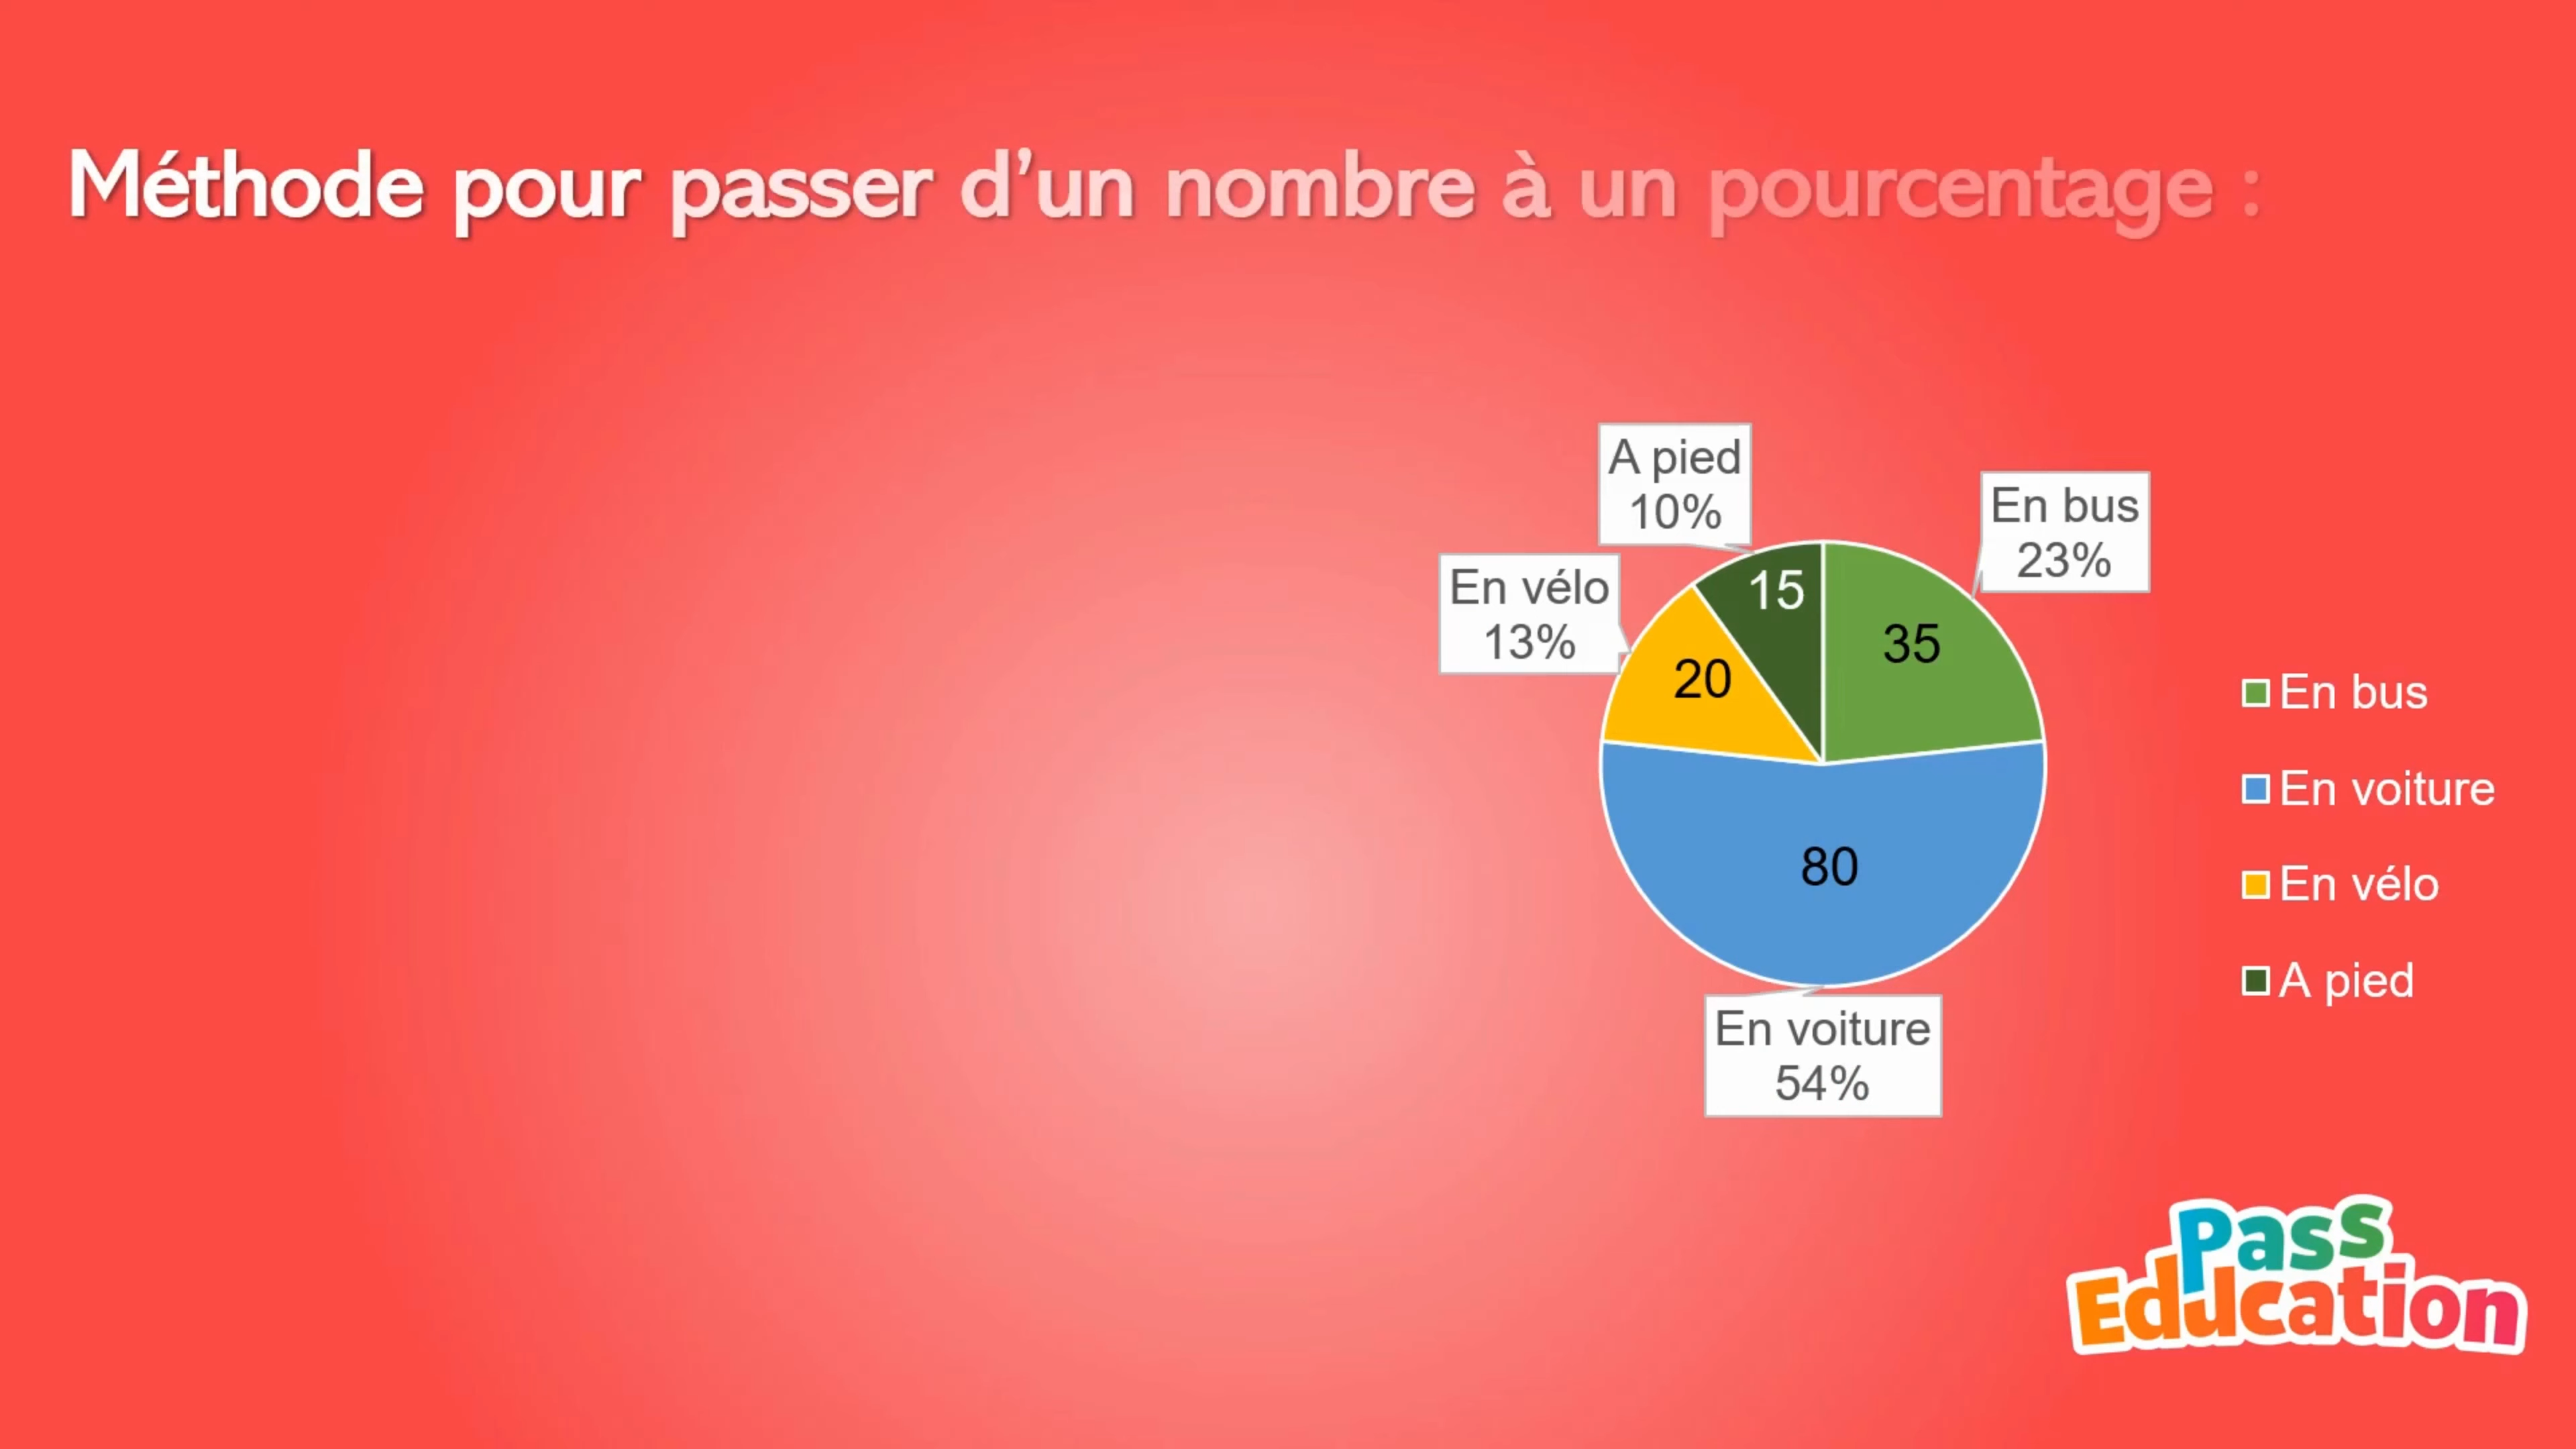 Méthode pour passer d’un nombre à un pourcentage :
A pied
10%
En bus
23%
En vélo
13%
15
35
20
80
En voiture
54%
En bus
En voiture
En vélo
A pied
Pass
Education